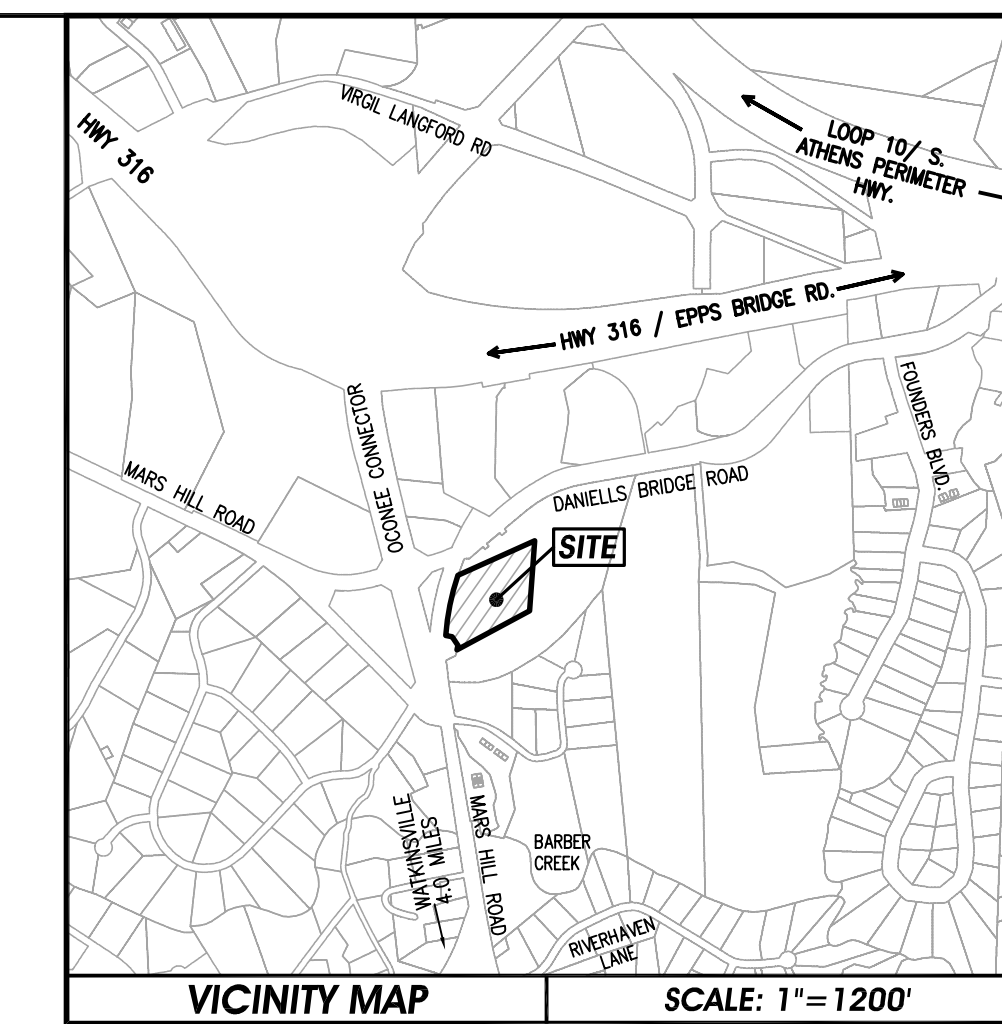 VIRGIL LANGFORD RD
HWY 316
LOOP 10/ S.
ATHENS PERIMETER
HWY.
HWY 316 / EPPS BRIDGE RD.
FOUNDERS BLVD.
OCONEE CONNECTOR
MARS HILL ROAD
DANIELLS BRIDGE ROAD
SITE
WATKINSVILLE
4.0 MILES
MARS HILL ROAD
BARBER
CREEK
RIVERHAVEN
LANE
VICINITY MAP
SCALE: 1"=1200'